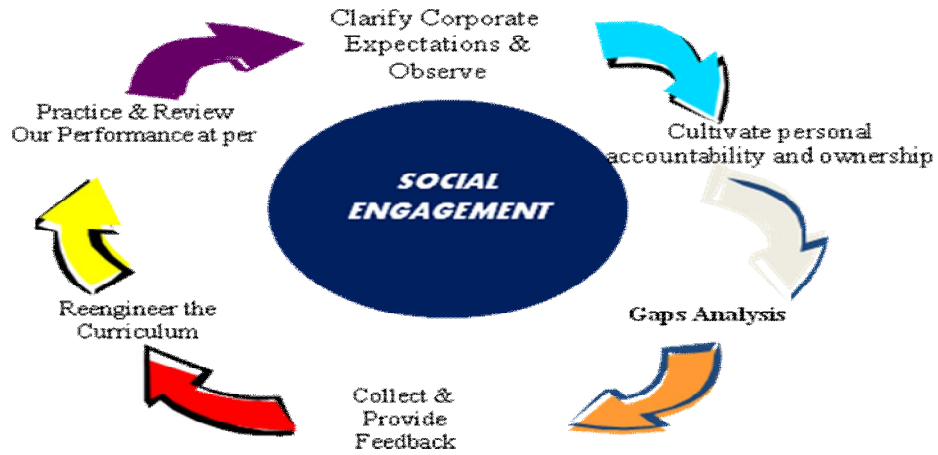 Clarify Corporate
Expectations &
Observe
Cultivate personal
accountability and ownership
Gaps Analysis
Collect &
Provide
Feedback
Reengineer the
Curriculum
Practice & Review
Our Performance at per
SOCIAL
ENGAGEMENT